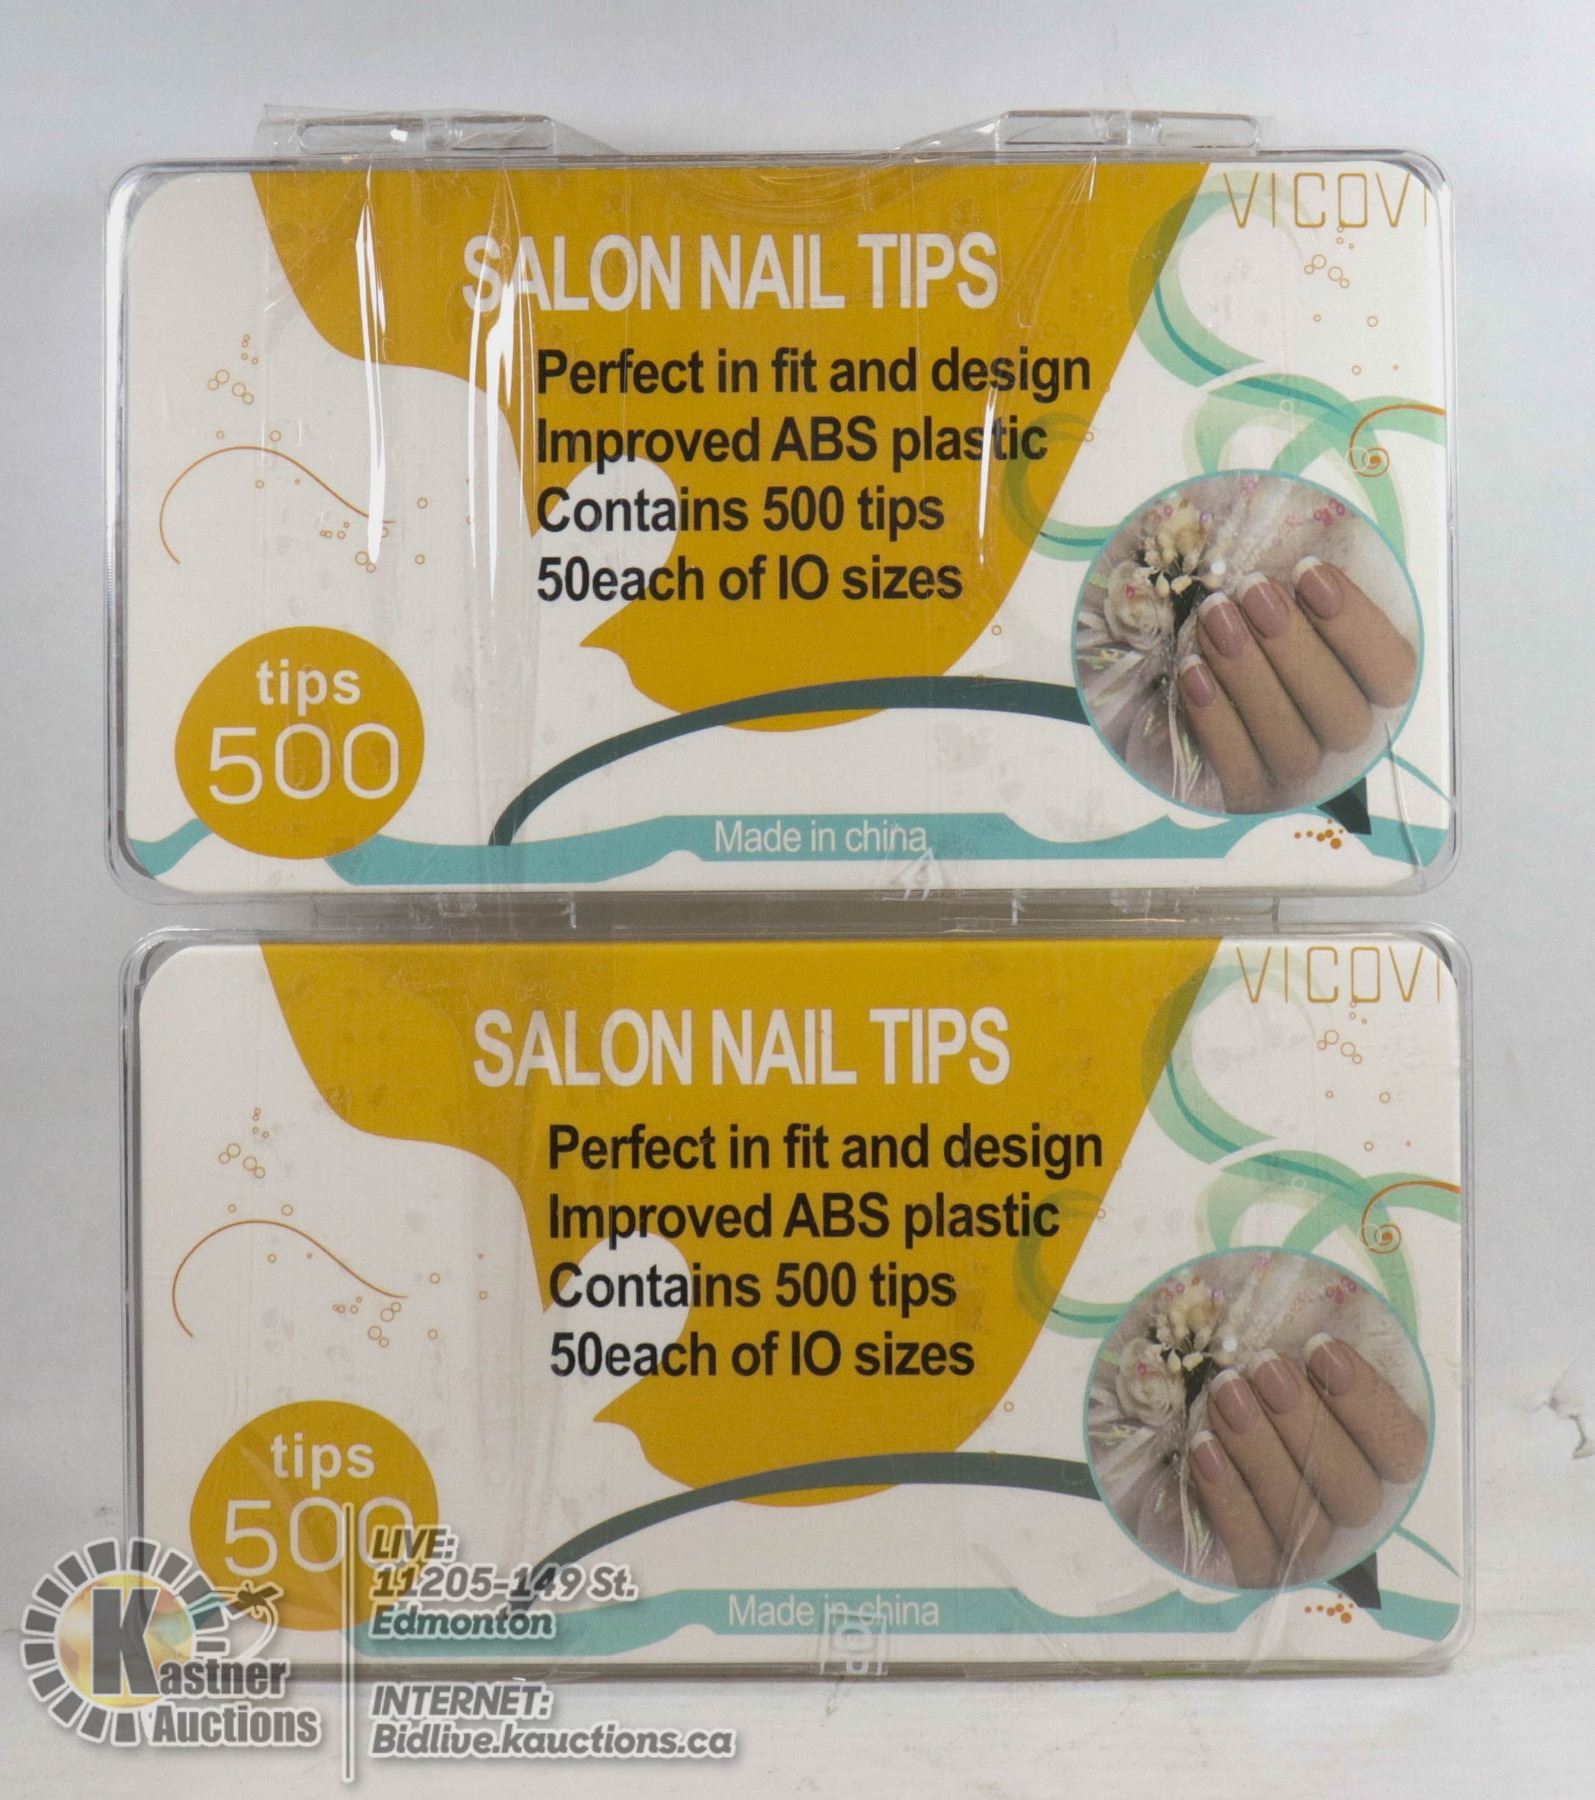 VICOVI
SALON NAIL TIPS
Perfect in fit and design
Improved ABS plastic
Contains 500 tips
50each of IO sizes
tips
500
Made in china
VICOVI
SALON NAIL TIPS
Perfect in fit and design
Improved ABS plastic
Contains 500 tips
50each of IO sizes
tips
500
Made in china
Kastner
Auctions
LIVE:
11205-149 St.
Edmonton
INTERNET:
Bidlive.kauctions.ca